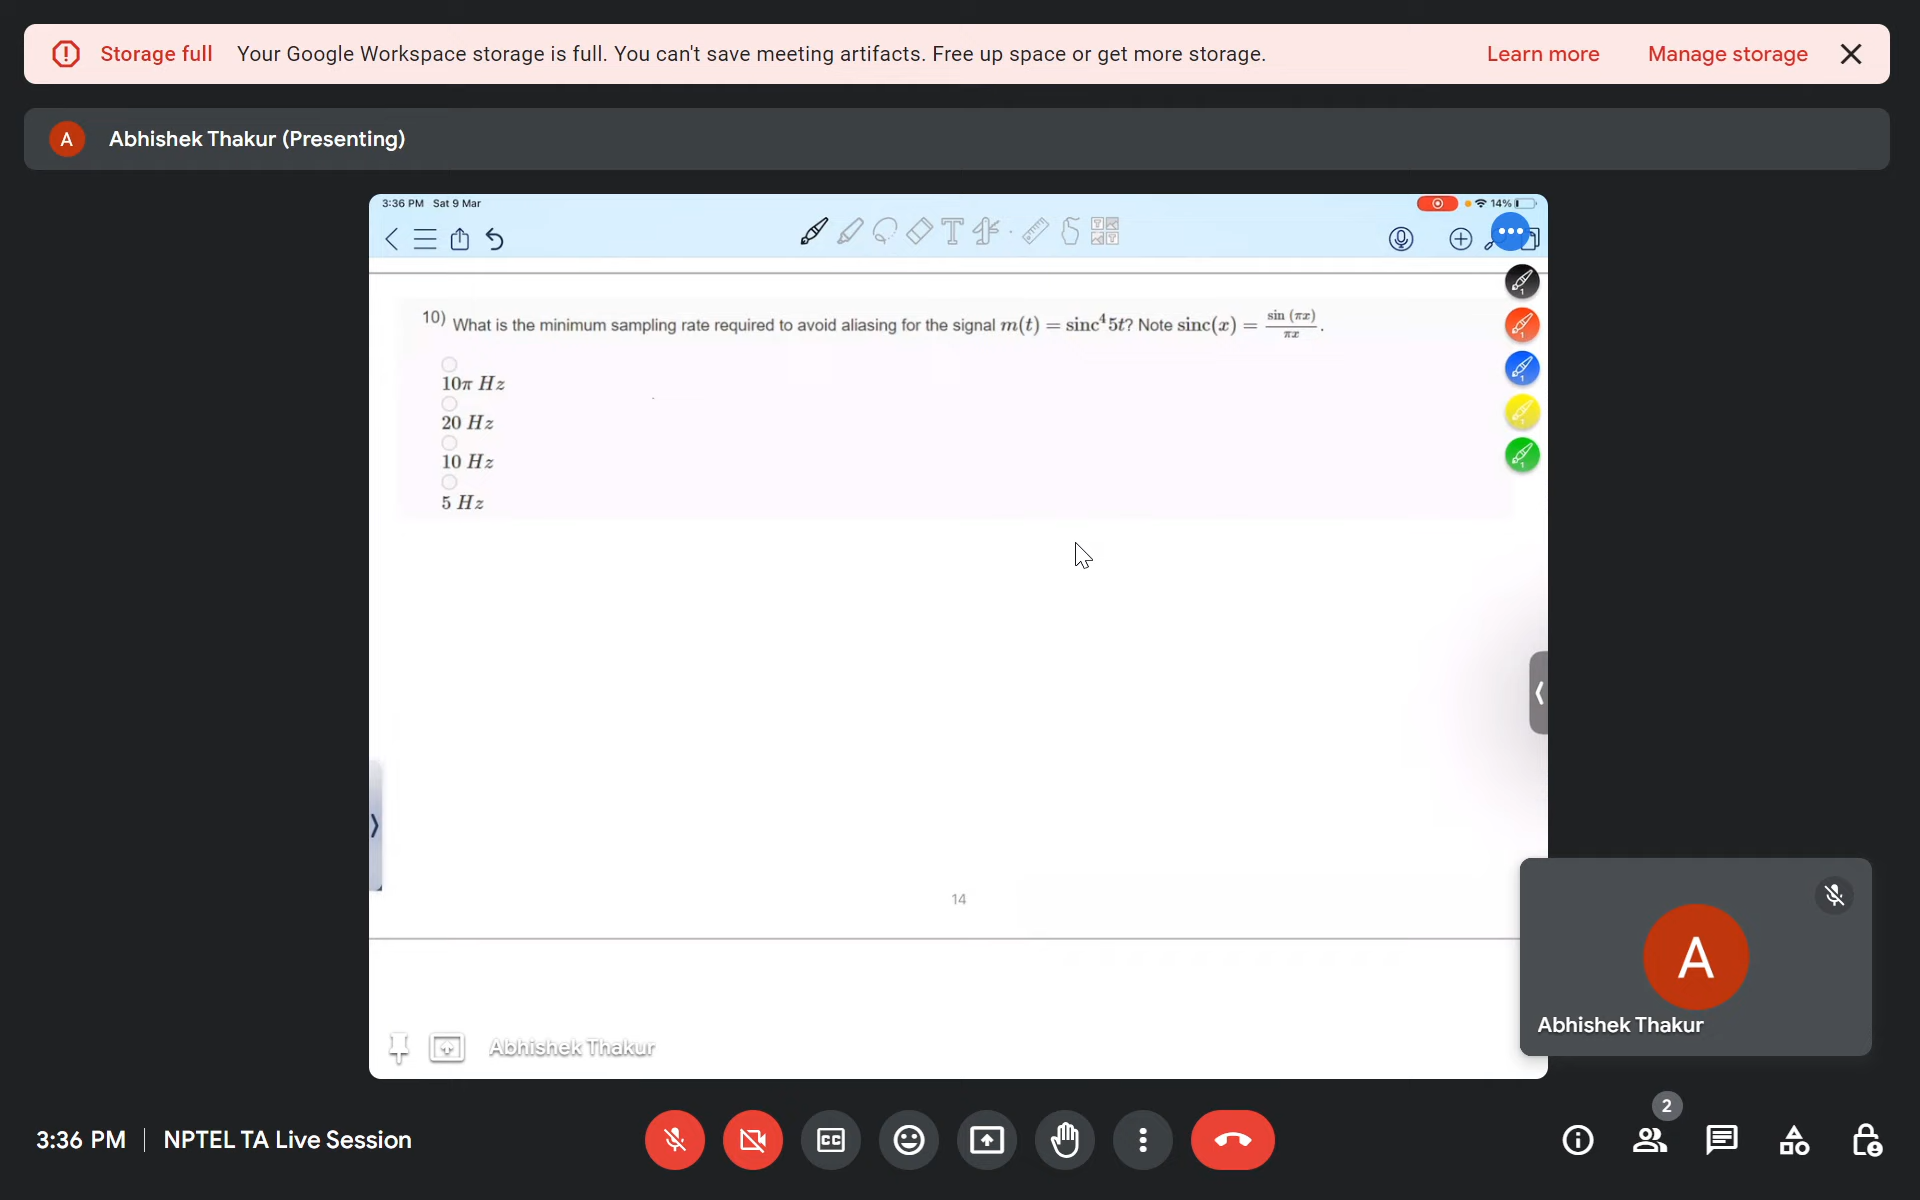 Storage full Your Google Workspace storage is full. You can't save meeting artifacts. Free up space or get more storage. Learn more Manage storage
A Abhishek Thakur (Presenting)
3:36 PM Sat 9 Mar 14%
10) What is the minimum sampling rate required to avoid aliasing for the signal m(t) = sinc⁴5t? Note sinc(x) = sin (πx)/πx.
10π Hz
20 Hz
10 Hz
5 Hz
14
A
Abhishek Thakur
Abhishek Thakur
2
3:36 PM | NPTEL TA Live Session
CC